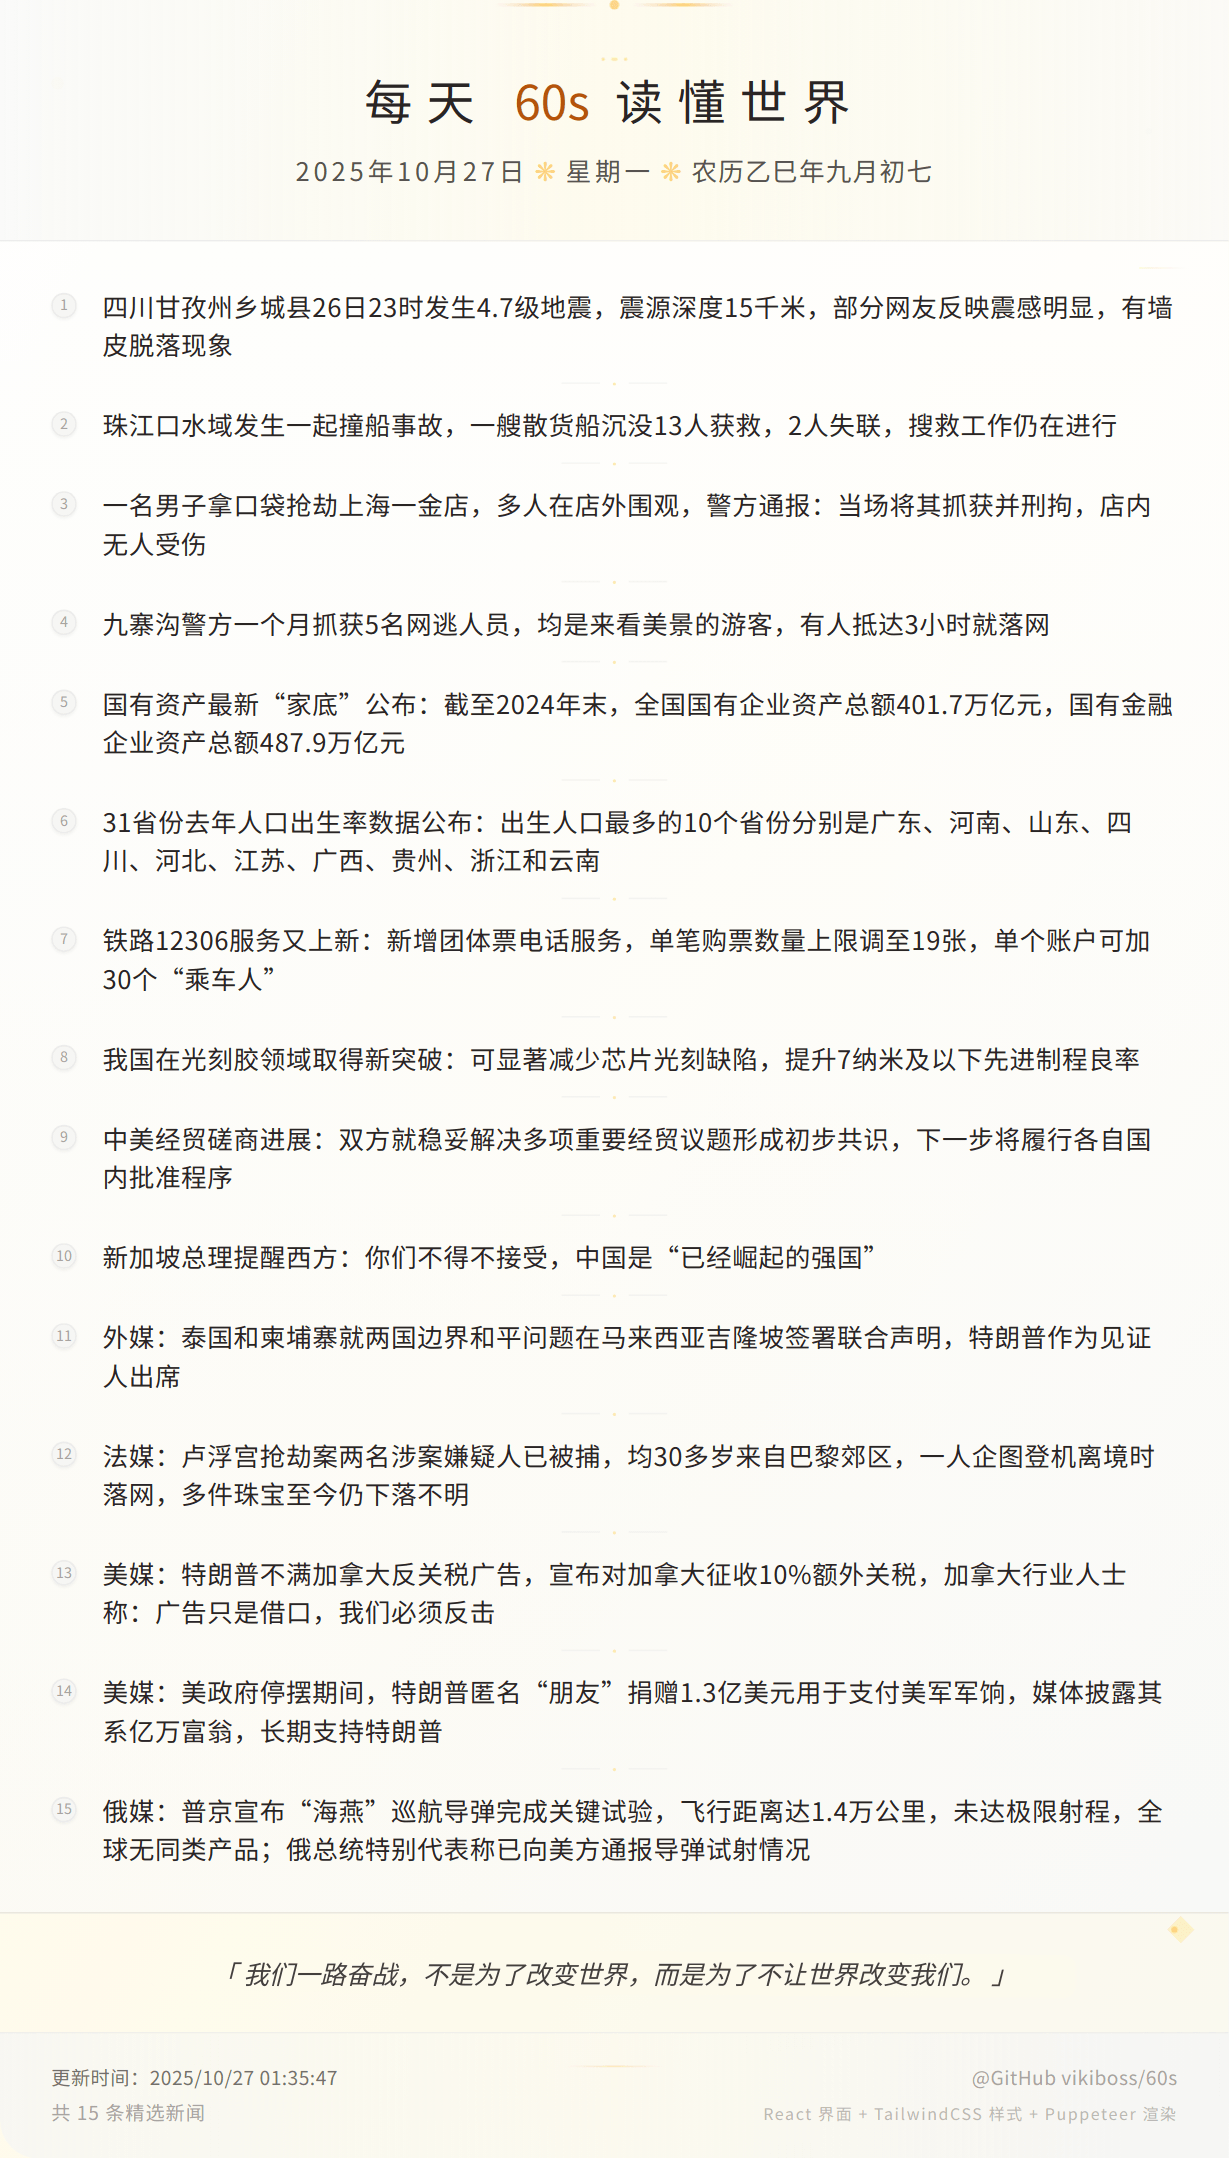 每天 60s 读懂世界
2025年10月27日 ❋ 星期一 ❋ 农历乙巳年九月初七
1 四川甘孜州乡城县26日23时发生4.7级地震，震源深度15千米，部分网友反映震感明显，有墙
皮脱落现象
2 珠江口水域发生一起撞船事故，一艘散货船沉没13人获救，2人失联，搜救工作仍在进行
3 一名男子拿口袋抢劫上海一金店，多人在店外围观，警方通报：当场将其抓获并刑拘，店内
无人受伤
4 九寨沟警方一个月抓获5名网逃人员，均是来看美景的游客，有人抵达3小时就落网
5 国有资产最新“家底”公布：截至2024年末，全国国有企业资产总额401.7万亿元，国有金融
企业资产总额487.9万亿元
6 31省份去年人口出生率数据公布：出生人口最多的10个省份分别是广东、河南、山东、四
川、河北、江苏、广西、贵州、浙江和云南
7 铁路12306服务又上新：新增团体票电话服务，单笔购票数量上限调至19张，单个账户可加
30个“乘车人”
8 我国在光刻胶领域取得新突破：可显著减少芯片光刻缺陷，提升7纳米及以下先进制程良率
9 中美经贸磋商进展：双方就稳妥解决多项重要经贸议题形成初步共识，下一步将履行各自国
内批准程序
10 新加坡总理提醒西方：你们不得不接受，中国是“已经崛起的强国”
11 外媒：泰国和柬埔寨就两国边界和平问题在马来西亚吉隆坡签署联合声明，特朗普作为见证
人出席
12 法媒：卢浮宫抢劫案两名涉案嫌疑人已被捕，均30多岁来自巴黎郊区，一人企图登机离境时
落网，多件珠宝至今仍下落不明
13 美媒：特朗普不满加拿大反关税广告，宣布对加拿大征收10%额外关税，加拿大行业人士
称：广告只是借口，我们必须反击
14 美媒：美政府停摆期间，特朗普匿名“朋友”捐赠1.3亿美元用于支付美军军饷，媒体披露其
系亿万富翁，长期支持特朗普
15 俄媒：普京宣布“海燕”巡航导弹完成关键试验，飞行距离达1.4万公里，未达极限射程，全
球无同类产品；俄总统特别代表称已向美方通报导弹试射情况
「 我们一路奋战，不是为了改变世界，而是为了不让世界改变我们。 」
更新时间：2025/10/27 01:35:47
@GitHub vikiboss/60s
共 15 条精选新闻
React 界面 + TailwindCSS 样式 + Puppeteer 渲染